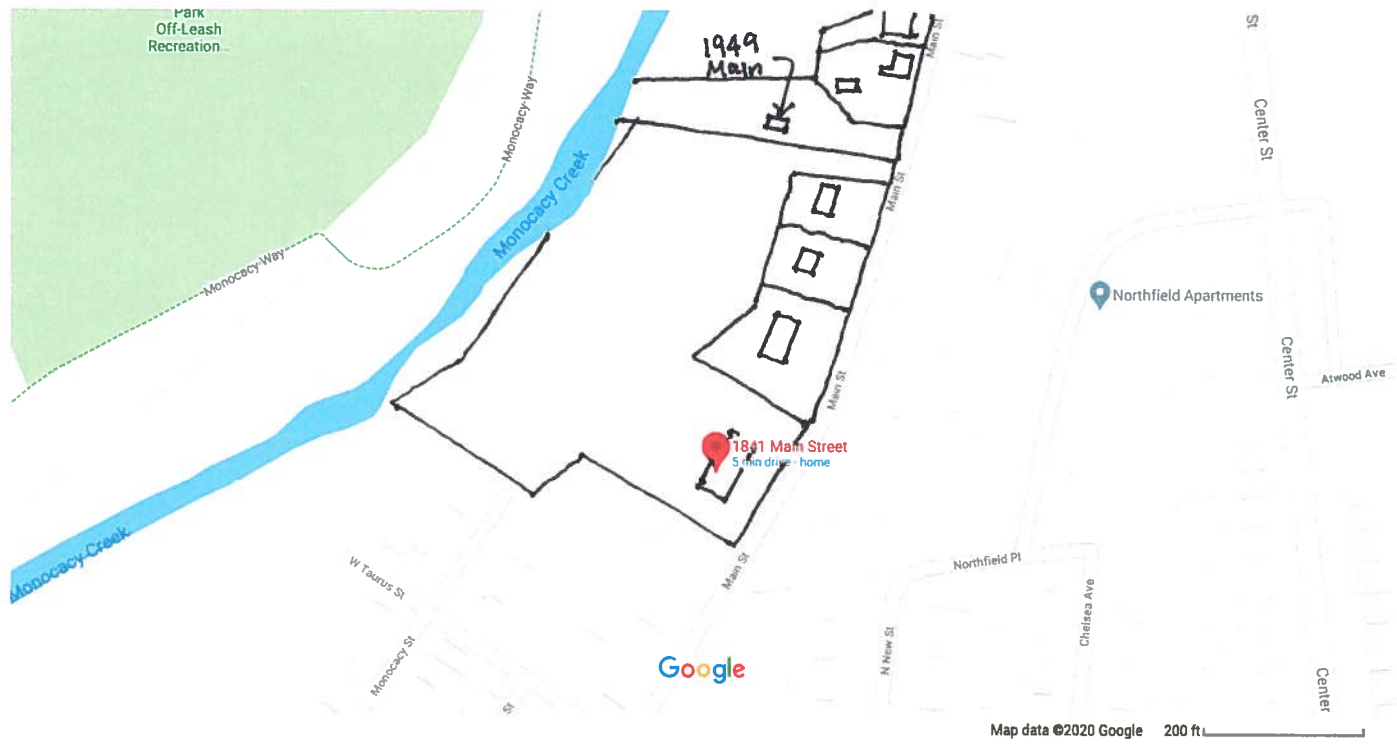 Park
Off-Leash
Recreation...
1949
Main
Main St
St
Center St
Monocacy Way
Monocacy Creek
Main St
Monocacy Way
Northfield Apartments
Center St
Atwood Ave
Main St
1841 Main Street
5 min drive - home
Monocacy Creek
W Taurus St
Main St
Northfield Pl
Chelsea Ave
N New St
Monocacy St
Google
Center
St
Map data ©2020 Google 200 ft